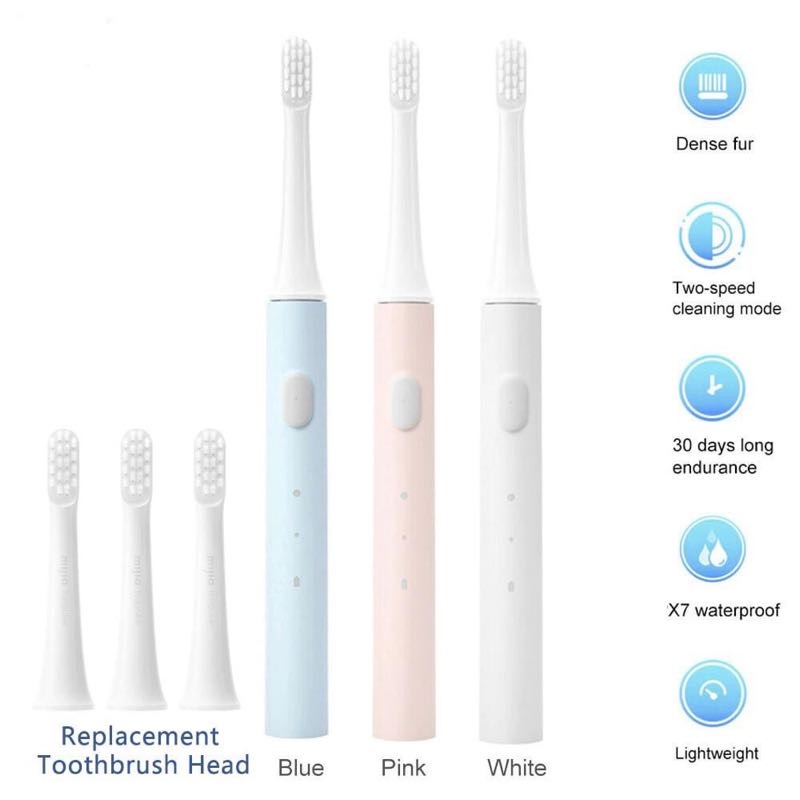 Dense fur
Two-speed
cleaning mode
30 days long
endurance
X7 waterproof
Lightweight
mijia
Replacement
Toothbrush Head
Blue
Pink
White